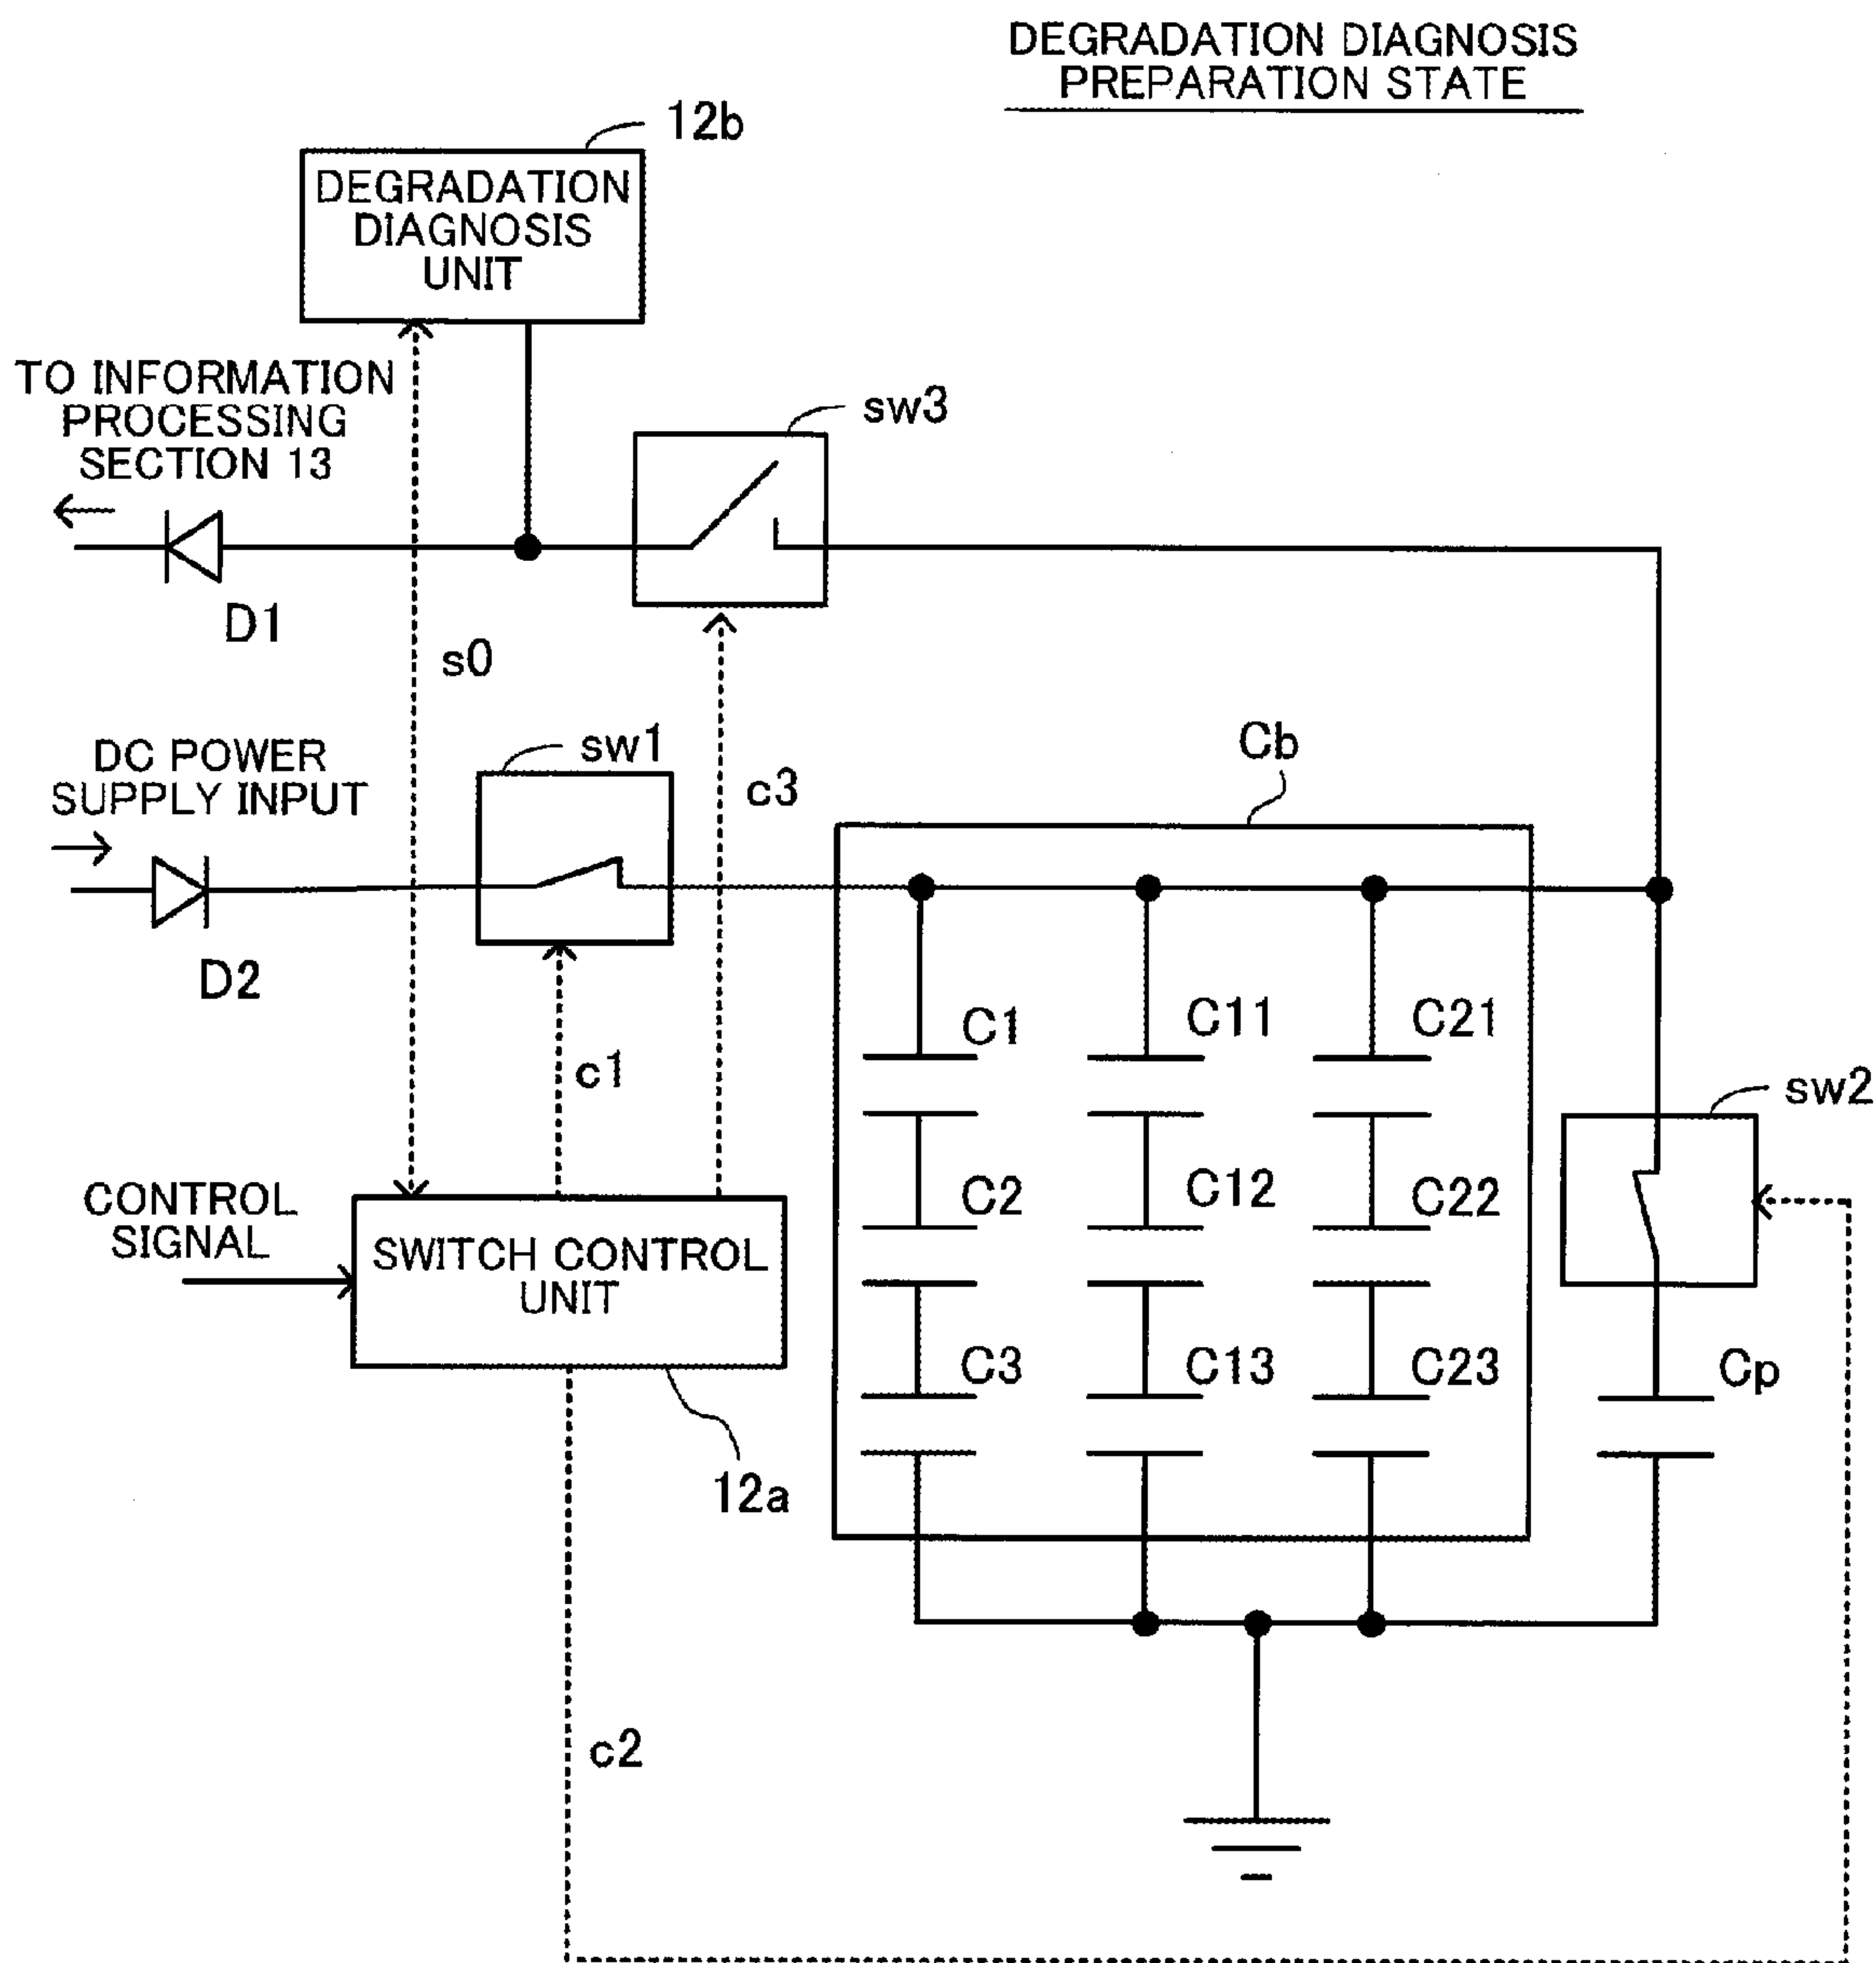 DEGRADATION DIAGNOSIS
PREPARATION STATE
12b
DEGRADATION
DIAGNOSIS
UNIT
TO INFORMATION
PROCESSING
SECTION 13
sw3
D1
s0
DC POWER
SUPPLY INPUT
sw1
c3
Cb
D2
C1
C11
C21
c1
sw2
CONTROL
SIGNAL
C2
C12
C22
SWITCH CONTROL
UNIT
C3
C13
C23
Cp
12a
c2